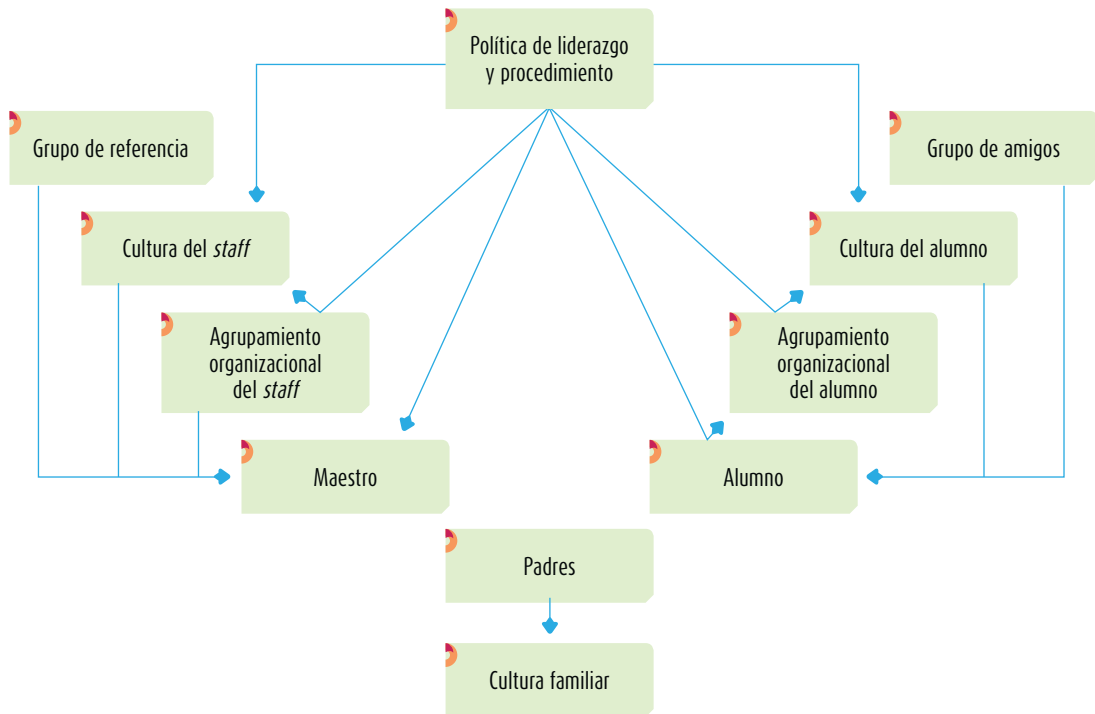 Política de liderazgo
y procedimiento
Grupo de referencia
Grupo de amigos
Cultura del staff
Cultura del alumno
Agrupamiento
organizacional
del staff
Agrupamiento
organizacional
del alumno
Maestro
Alumno
Padres
Cultura familiar